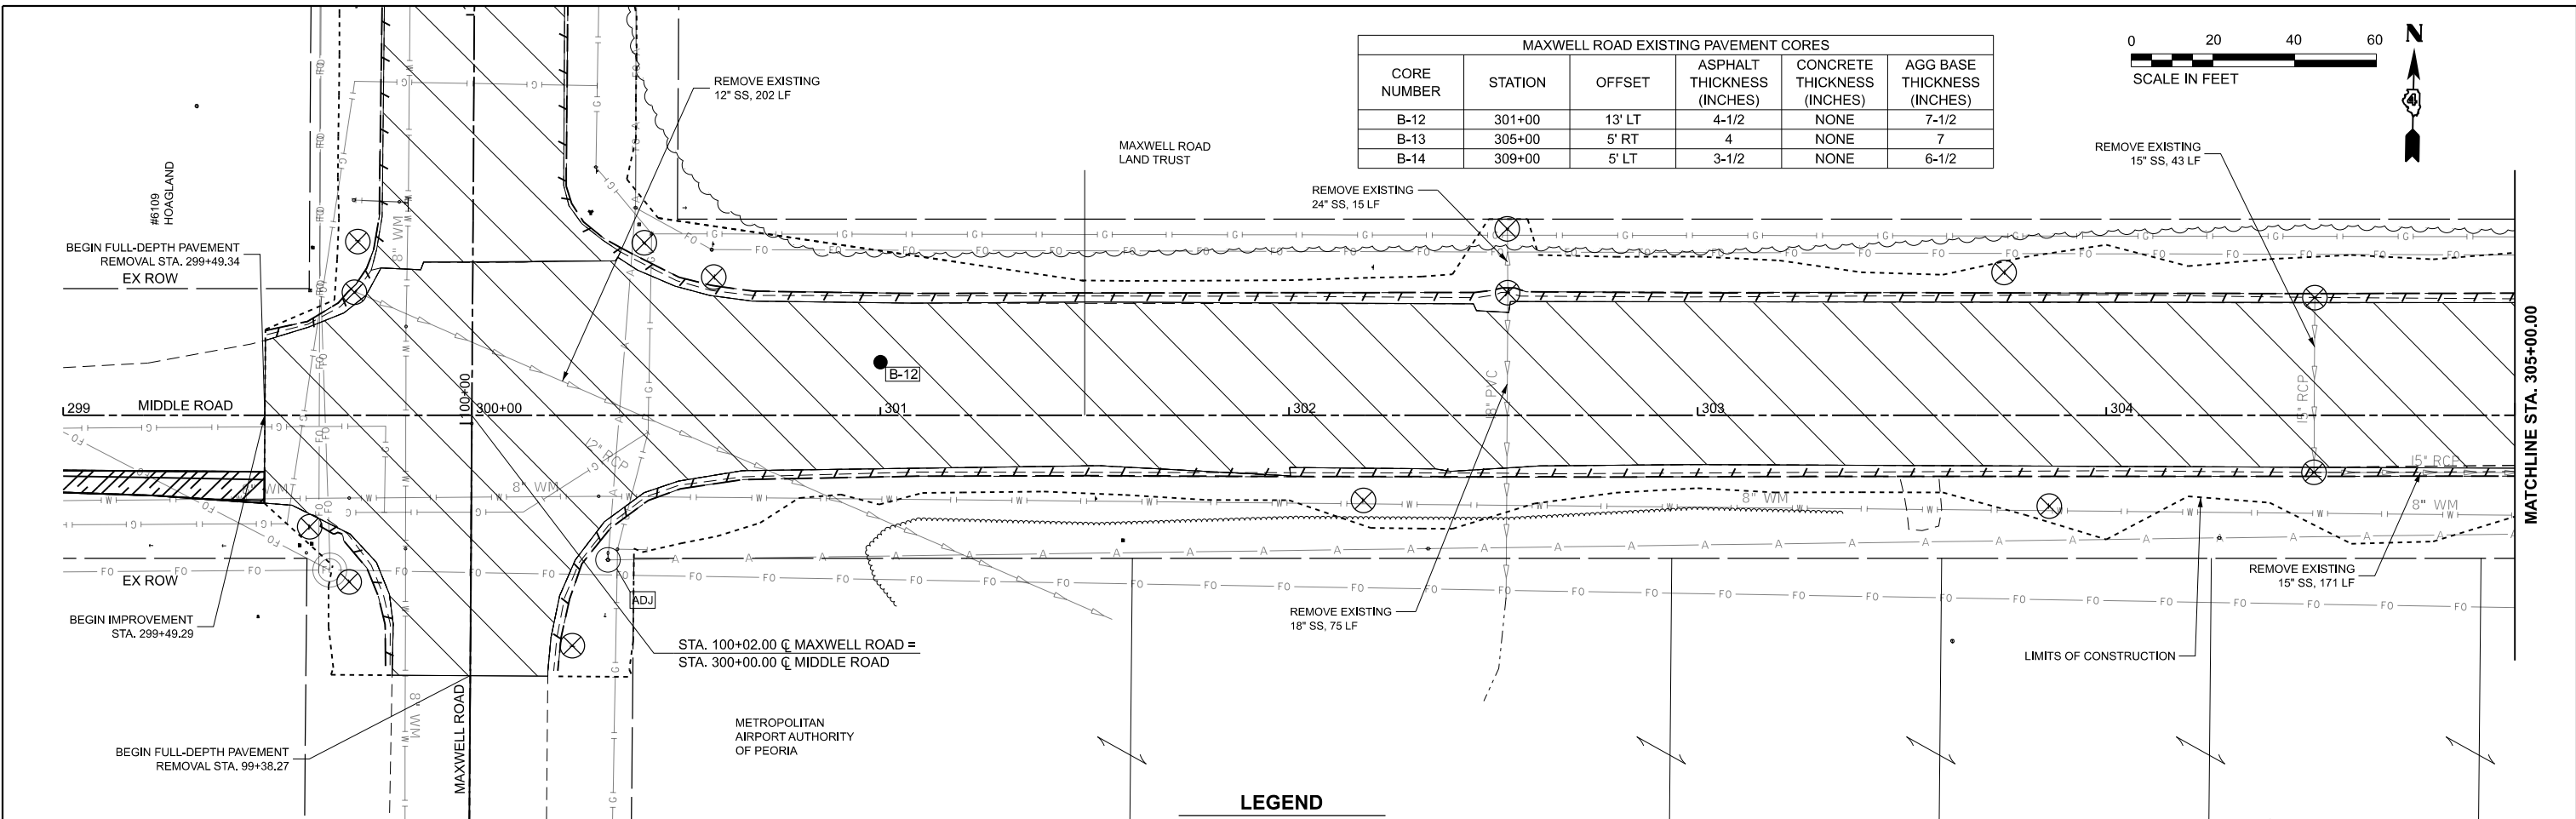 MAXWELL ROAD EXISTING PAVEMENT CORES
CORE NUMBER STATION OFFSET ASPHALT THICKNESS (INCHES) CONCRETE THICKNESS (INCHES) AGG BASE THICKNESS (INCHES)
B-12 301+00 13' LT 4-1/2 NONE 7-1/2
B-13 305+00 5' RT 4 NONE 7
B-14 309+00 5' LT 3-1/2 NONE 6-1/2
0 20 40 60
SCALE IN FEET
N
4
REMOVE EXISTING
12" SS, 202 LF
MAXWELL ROAD
LAND TRUST
REMOVE EXISTING
24" SS, 15 LF
REMOVE EXISTING
15" SS, 43 LF
#6109
HOAGLAND
BEGIN FULL-DEPTH PAVEMENT
REMOVAL STA. 299+49.34
EX ROW
8" WM
B-12
299
MIDDLE ROAD
100+00
300+00
301
302
303
304
18" PVC
15" RCP
MATCHLINE STA. 305+00.00
12" RCP
8" WM
8" WM
15" RCP
8" WM
EX ROW
BEGIN IMPROVEMENT
STA. 299+49.29
ADJ
STA. 100+02.00 ℄ MAXWELL ROAD =
STA. 300+00.00 ℄ MIDDLE ROAD
REMOVE EXISTING
18" SS, 75 LF
REMOVE EXISTING
15" SS, 171 LF
LIMITS OF CONSTRUCTION
BEGIN FULL-DEPTH PAVEMENT
REMOVAL STA. 99+38.27
8" WM
MAXWELL ROAD
METROPOLITAN
AIRPORT AUTHORITY
OF PEORIA
LEGEND